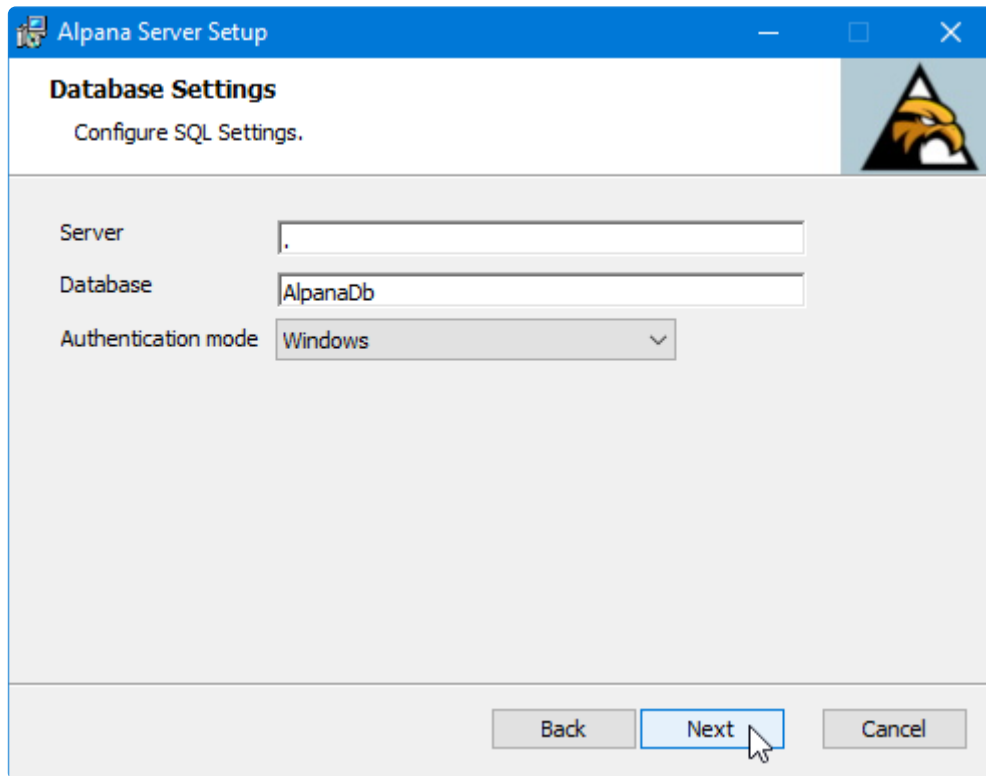 Alpana Server Setup
Database Settings
Configure SQL Settings.
Server .
Database AlpanaDb
Authentication mode Windows
Back Next Cancel